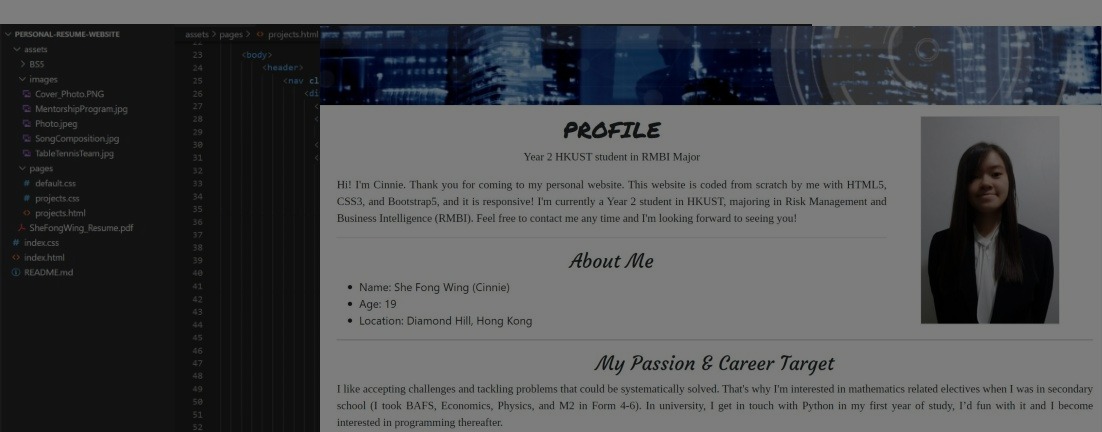 PERSONAL-RESUME-WEBSITE
assets
BS5
images
Cover_Photo.PNG
MentorshipProgram.jpg
Photo.jpeg
SongComposition.jpg
TableTennisTeam.jpg
pages
default.css
projects.css
projects.html
SheFongWing_Resume.pdf
index.css
index.html
README.md
assets > pages > projects.html
23 <body>
24 <header>
25 <nav cl
26 <di
27 <
28 <
29
30 <
31 <
32
33
34
35
36
37
38
39
40
41
42
43
44
45
46
47
48
49
50
51
52
PROFILE
Year 2 HKUST student in RMBI Major
Hi! I'm Cinnie. Thank you for coming to my personal website. This website is coded from scratch by me with HTML5,
CSS3, and Bootstrap5, and it is responsive! I'm currently a Year 2 student in HKUST, majoring in Risk Management and
Business Intelligence (RMBI). Feel free to contact me any time and I'm looking forward to seeing you!
About Me
• Name: She Fong Wing (Cinnie)
• Age: 19
• Location: Diamond Hill, Hong Kong
My Passion & Career Target
I like accepting challenges and tackling problems that could be systematically solved. That's why I'm interested in mathematics related electives when I was in secondary
school (I took BAFS, Economics, Physics, and M2 in Form 4-6). In university, I get in touch with Python in my first year of study, I'd fun with it and I become
interested in programming thereafter.